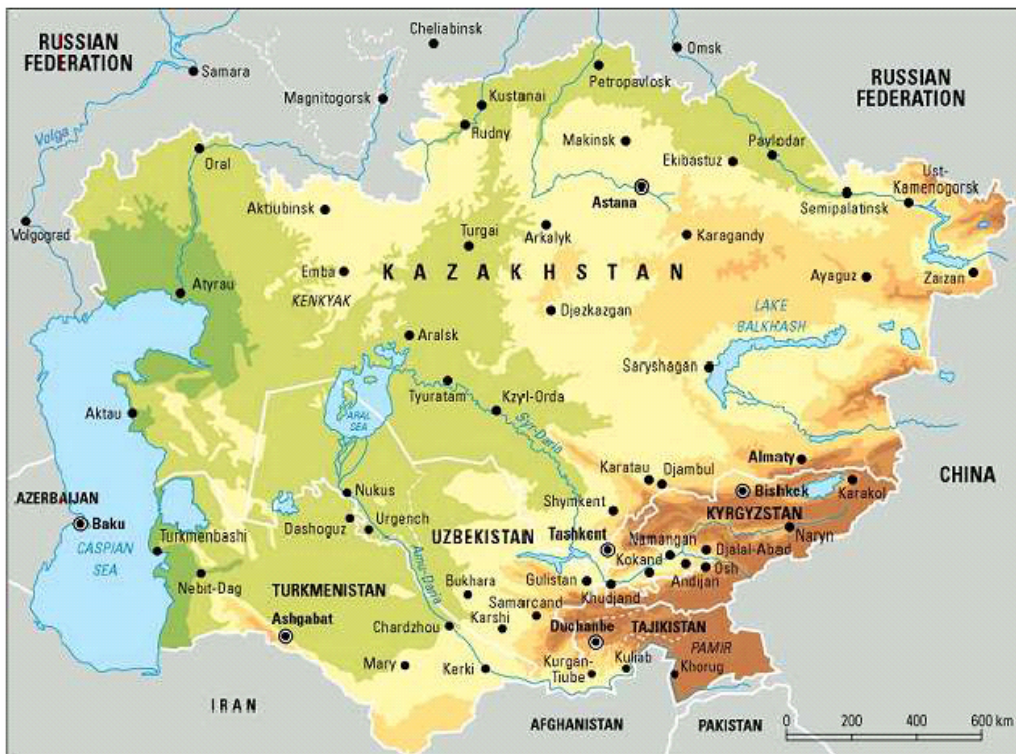 Cheliabinsk
Omsk
RUSSIAN
FEDERATION
Samara
Petropavlosk
RUSSIAN
FEDERATION
Magnitogorsk
Kustanai
Volga
Rudny
Makinsk
Pavlodar
Oral
Ekibastuz
Ust-
Kamenogorsk
Astana
Semipalatinsk
Aktiubinsk
Volgograd
Turgai
Arkalyk
Karagandy
Emba
KAZAKHSTAN
Ayaguz
Zaizan
Atyrau
KENKYAK
Djezkazgan
LAKE
BALKHASH
Aralsk
Saryshagan
Tyuratam
Kzyl-Orda
Aktau
ARAL
SEA
Syr-Daria
Almaty
CHINA
Karatau
Djambul
AZERBAIJAN
Nukus
Bishkek
Karakol
Shymkent
KYRGYZSTAN
Baku
Dashoguz
Urgench
UZBEKISTAN
Tashkent
Namangan
Naryn
Turkmenbashi
CASPIAN
SEA
Kokand
Djalal-Abad
Osh
Amu-Daria
Nebit-Dag
TURKMENISTAN
Bukhara
Gulistan
Andijan
Khudjand
Samarcand
Ashgabat
Chardzhou
Karshi
Duchanbe
TAJIKISTAN
PAMIR
Mary
Kerki
Kurgan-
Tiube
Kuliab
Khorug
IRAN
AFGHANISTAN
PAKISTAN
0 200 400 600 km